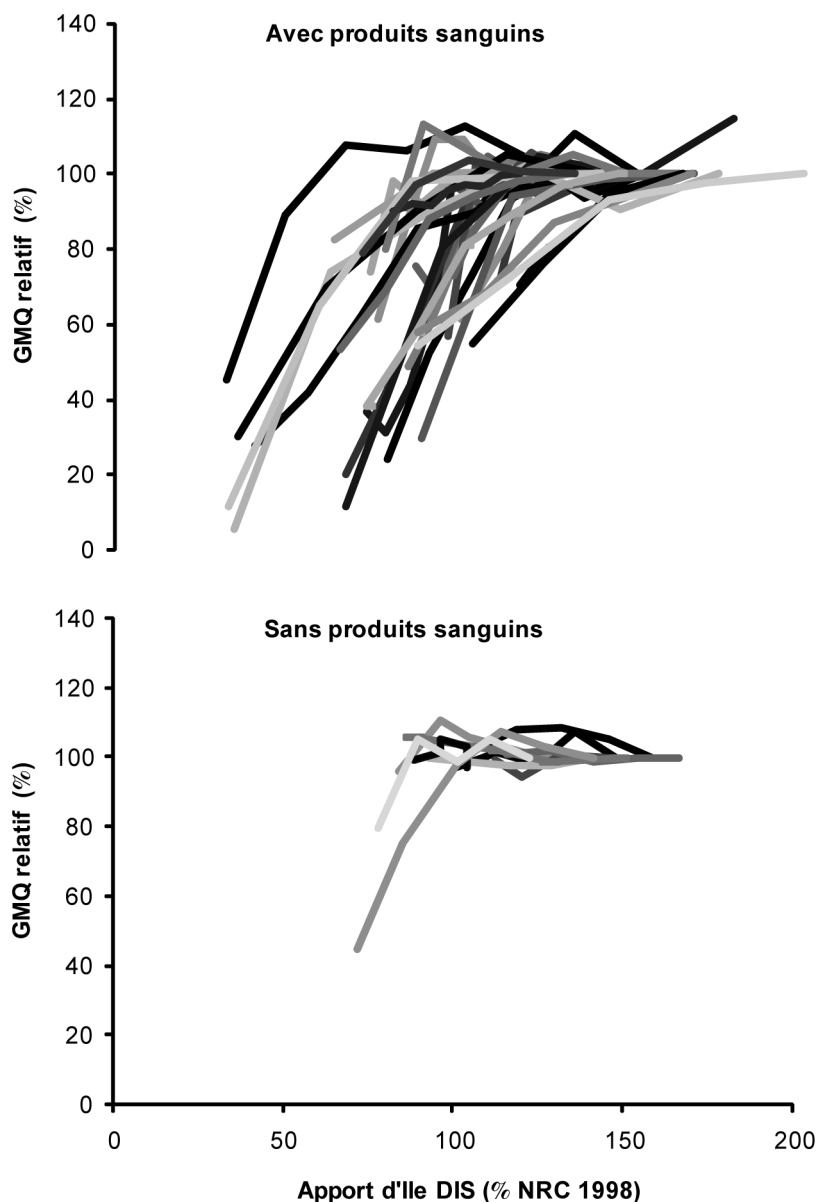 Avec produits sanguins
GMQ relatif (%)
140
120
100
80
60
40
20
0
Sans produits sanguins
GMQ relatif (%)
140
120
100
80
60
40
20
0
0 50 100 150 200
Apport d'Ile DIS (% NRC 1998)